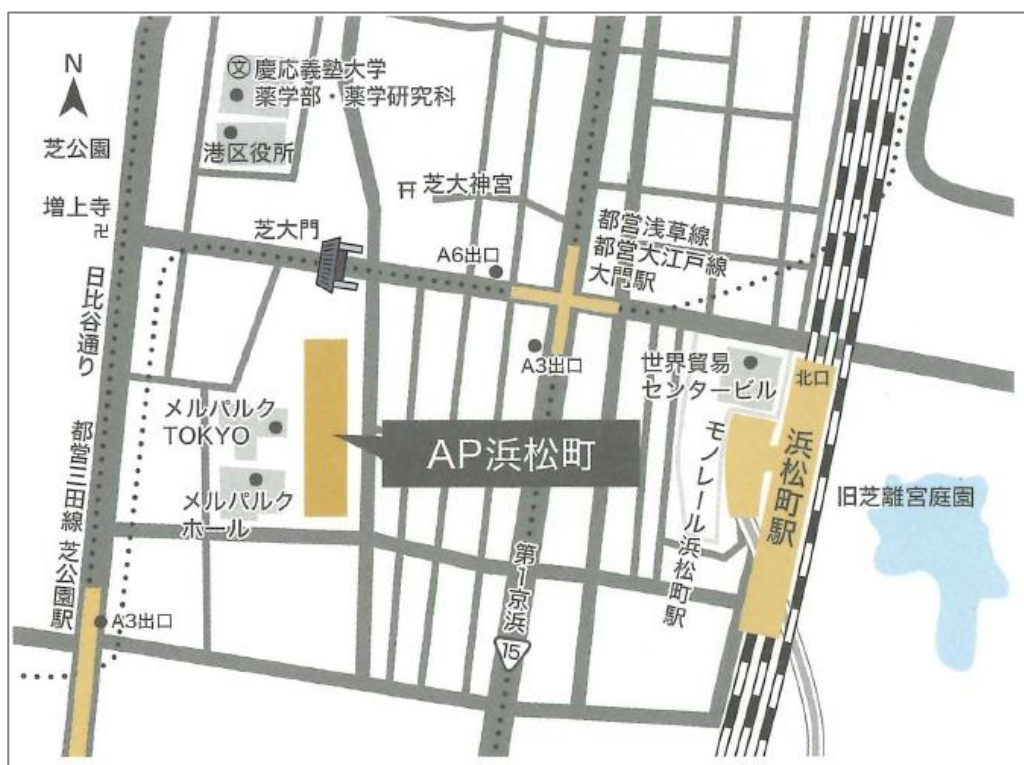 N
㊛慶応義塾大学
薬学部・薬学研究科
港区役所
芝公園
増上寺
卍
芝大神宮
芝大門
A6出口
都営浅草線
都営大江戸線
大門駅
日比谷通り
A3出口
世界貿易
センタービル
北口
メルパルク
TOKYO
AP浜松町
モノレール浜松町駅
浜松町駅
メルパルク
ホール
旧芝離宮庭園
都営三田線 芝公園駅
第1京浜
A3出口
15